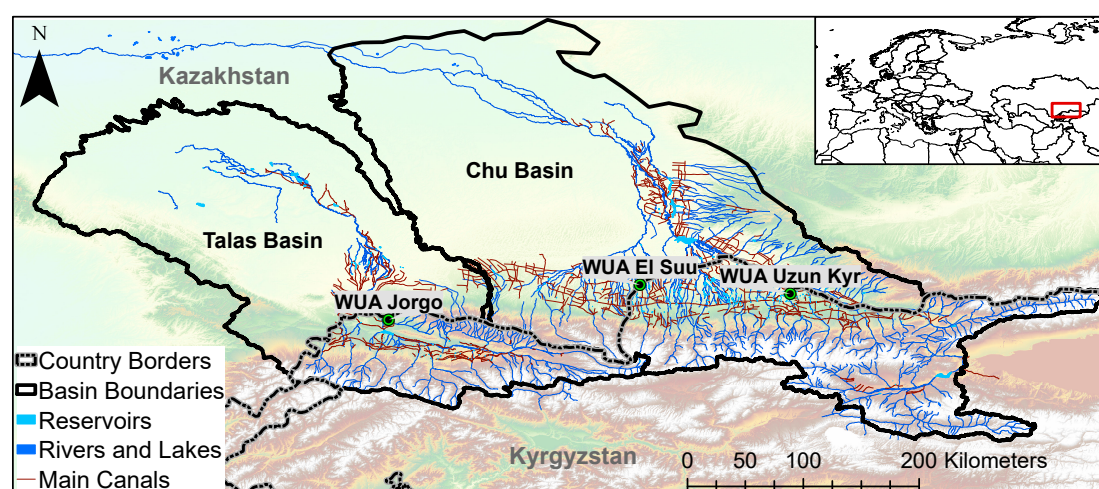 N
Kazakhstan
Chu Basin
Talas Basin
WUA El Suu
WUA Uzun Kyr
WUA Jorgo
Country Borders
Basin Boundaries
Reservoirs
Rivers and Lakes
Main Canals
Kyrgyzstan
0 50 100 200 Kilometers